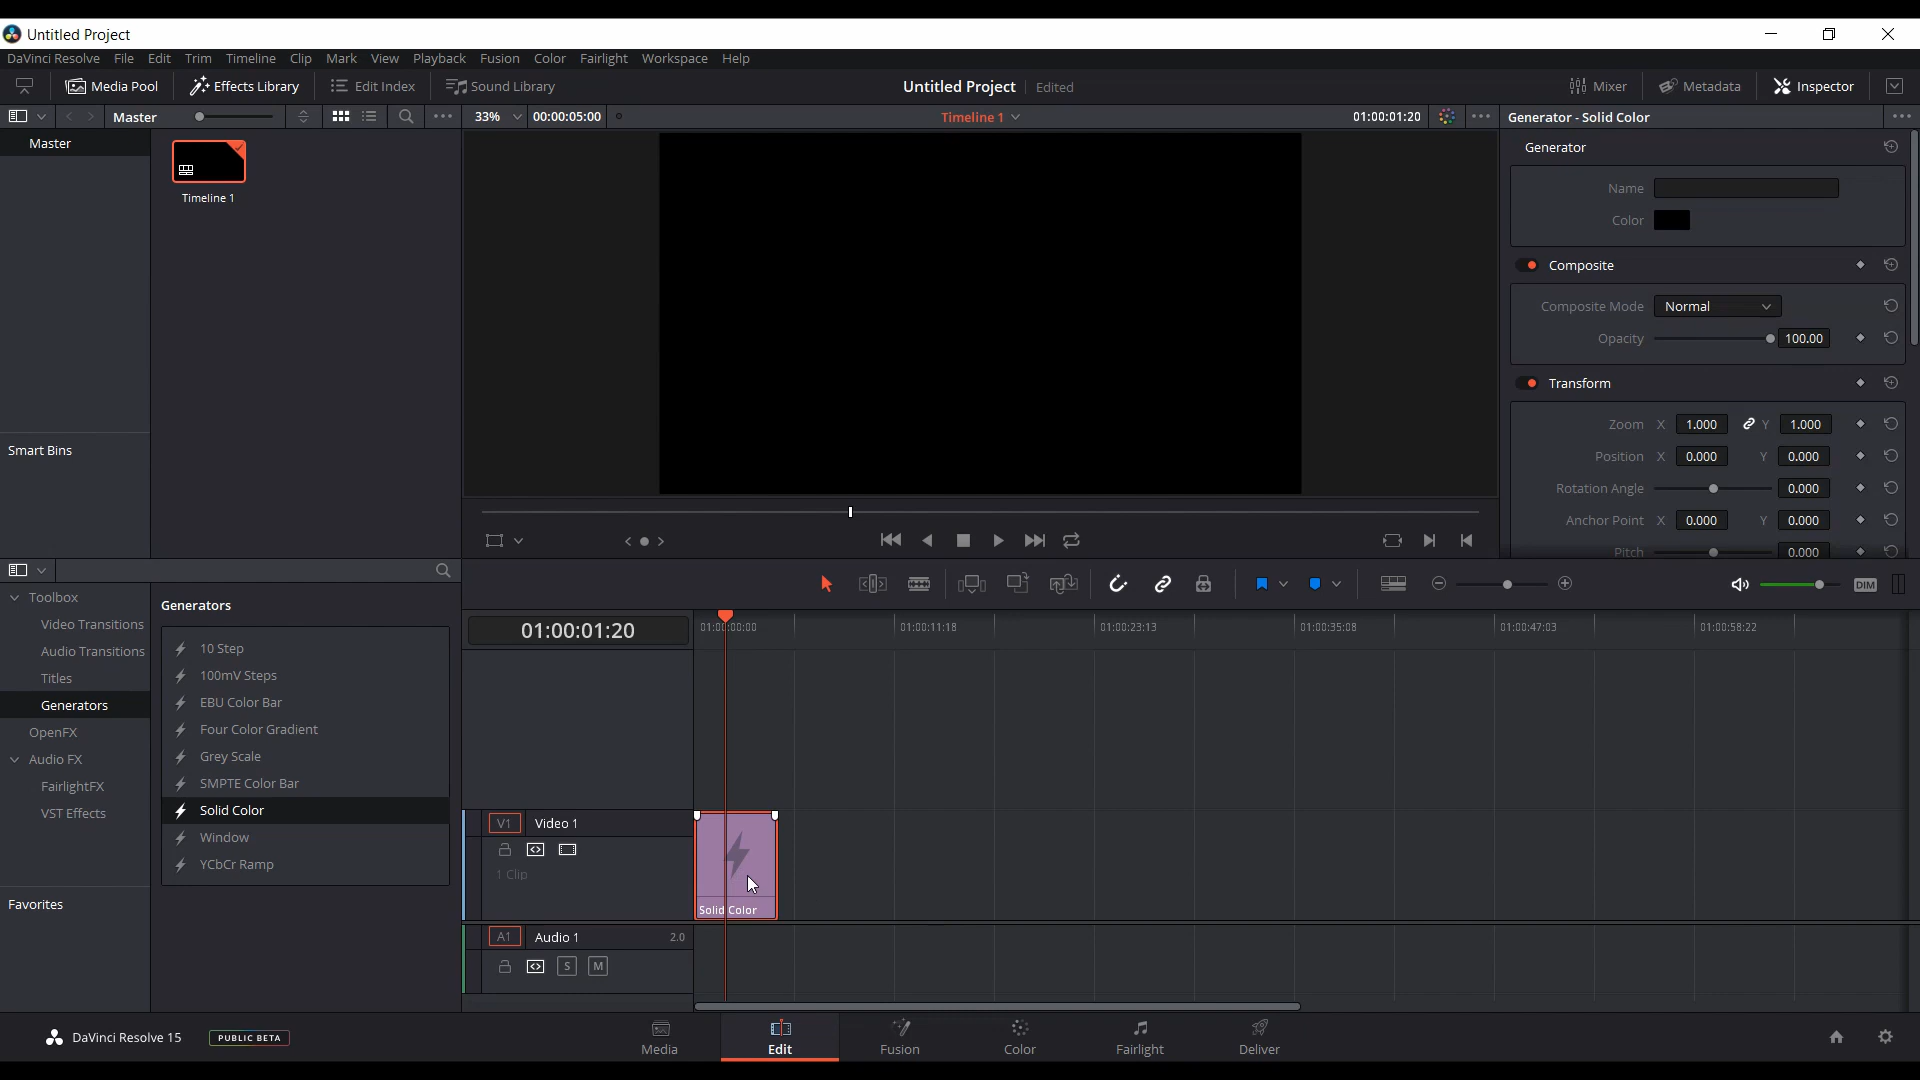 Untitled Project
DaVinci Resolve File Edit Trim Timeline Clip Mark View Playback Fusion Color Fairlight Workspace Help
Media Pool Effects Library Edit Index Sound Library Untitled Project Edited Mixer Metadata Inspector
Master 33% 00:00:05:00 Timeline 1 01:00:01:20 Generator - Solid Color
Master
Timeline 1
Smart Bins
Generator
Name
Color
Composite
Composite Mode Normal
Opacity 100.00
Transform
Zoom X 1.000 Y 1.000
Position X 0.000 Y 0.000
Rotation Angle 0.000
Anchor Point X 0.000 Y 0.000
Pitch 0.000
Toolbox
Video Transitions
Audio Transitions
Titles
Generators
OpenFX
Audio FX
FairlightFX
VST Effects
Favorites
Generators
10 Step
100mV Steps
EBU Color Bar
Four Color Gradient
Grey Scale
SMPTE Color Bar
Solid Color
Window
YCbCr Ramp
DIM
01:00:01:20 01:00:00:00 01:00:11:18 01:00:23:13 01:00:35:08 01:00:47:03 01:00:58:22
V1 Video 1
1 Clip
Solid Color
A1 Audio 1 2.0
S M
DaVinci Resolve 15 PUBLIC BETA
Media Edit Fusion Color Fairlight Deliver